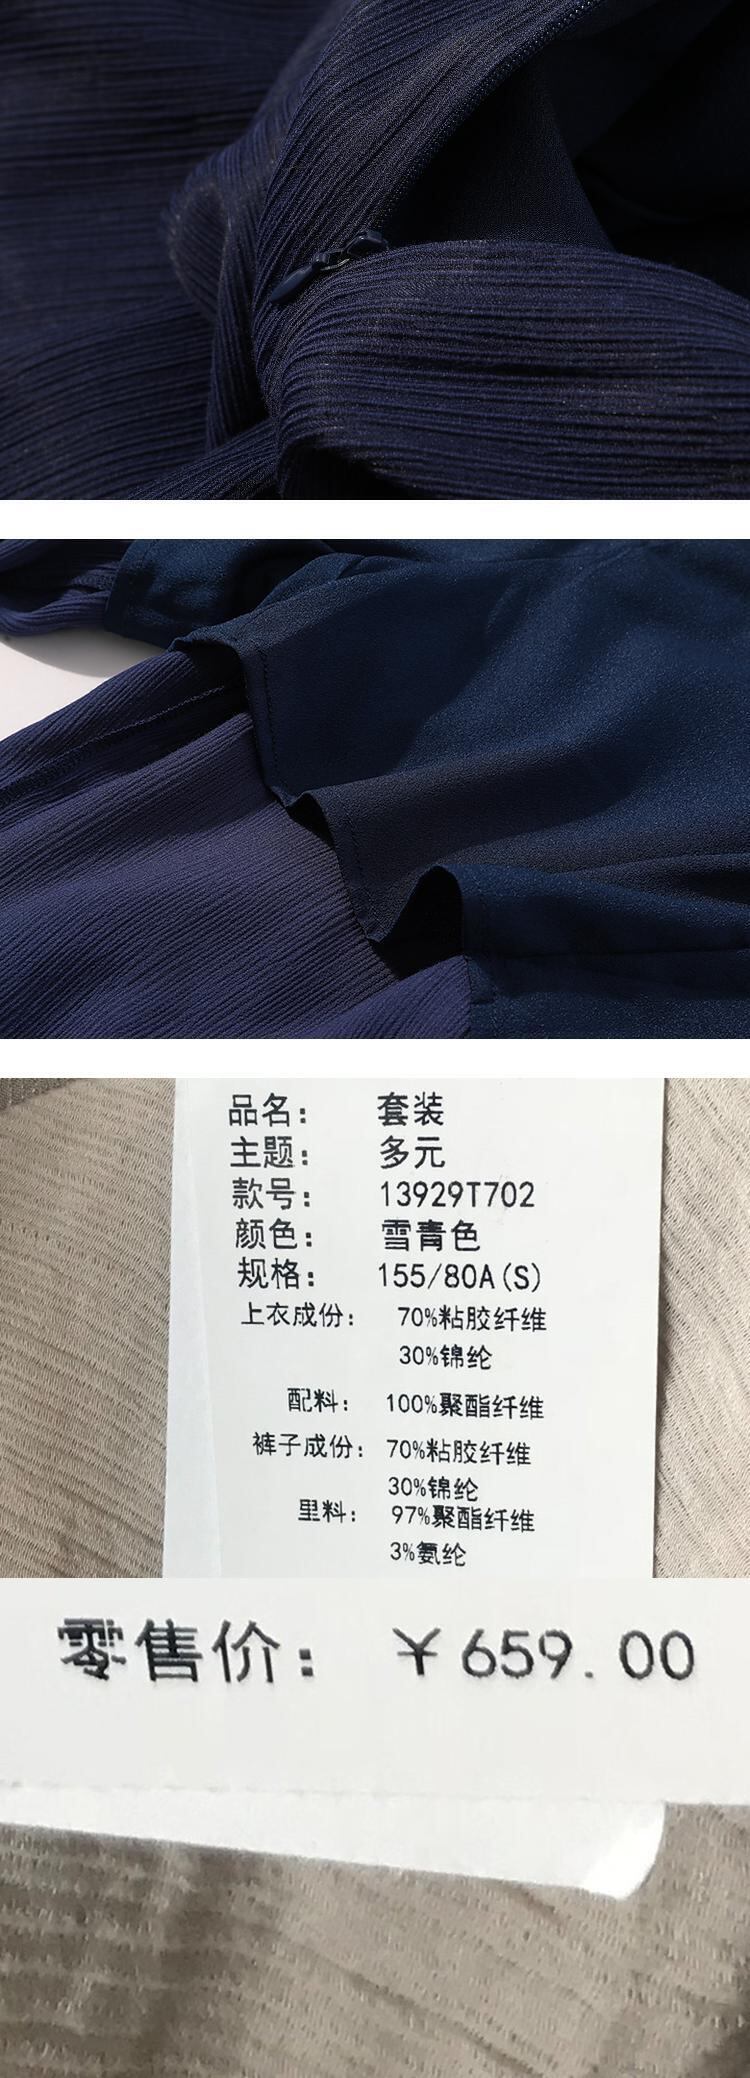 品名： 套装
主题： 多元
款号： 13929T702
颜色： 雪青色
规格： 155/80A(S)
上衣成份： 70%粘胶纤维
30%锦纶
配料： 100%聚酯纤维
裤子成份： 70%粘胶纤维
30%锦纶
里料： 97%聚酯纤维
3%氨纶
零售价： ￥659.00